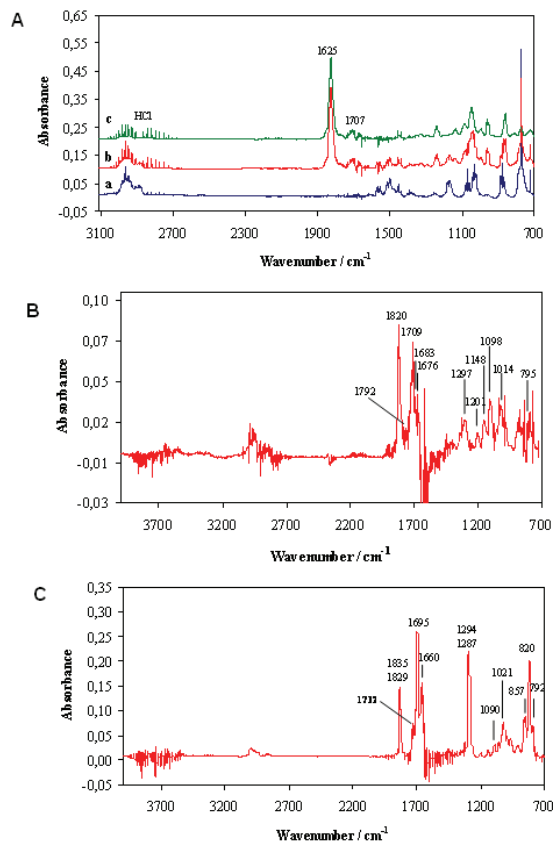 A
0,65
0,55
0,45
0,35
0,25
0,15
0,05
-0,05
Absorbance
1625
HCl
1707
c
b
a
3100 2700 2300 1900 1500 1100 700
Wavenumber / cm-1
B
0,10
0,07
0,05
0,02
-0,01
-0,03
Absorbance
1820
1709
1683
1676
1792
1098
1148
1297
1014
1201
795
3700 3200 2700 2200 1700 1200 700
Wavenumber / cm-1
C
0,35
0,30
0,25
0,20
0,15
0,10
0,05
0,00
-0,05
Absorbance
1695
1835
1829
1660
1294
1287
1021
1090
820
857
792
3700 3200 2700 2200 1700 1200 700
Wavenumber / cm-1